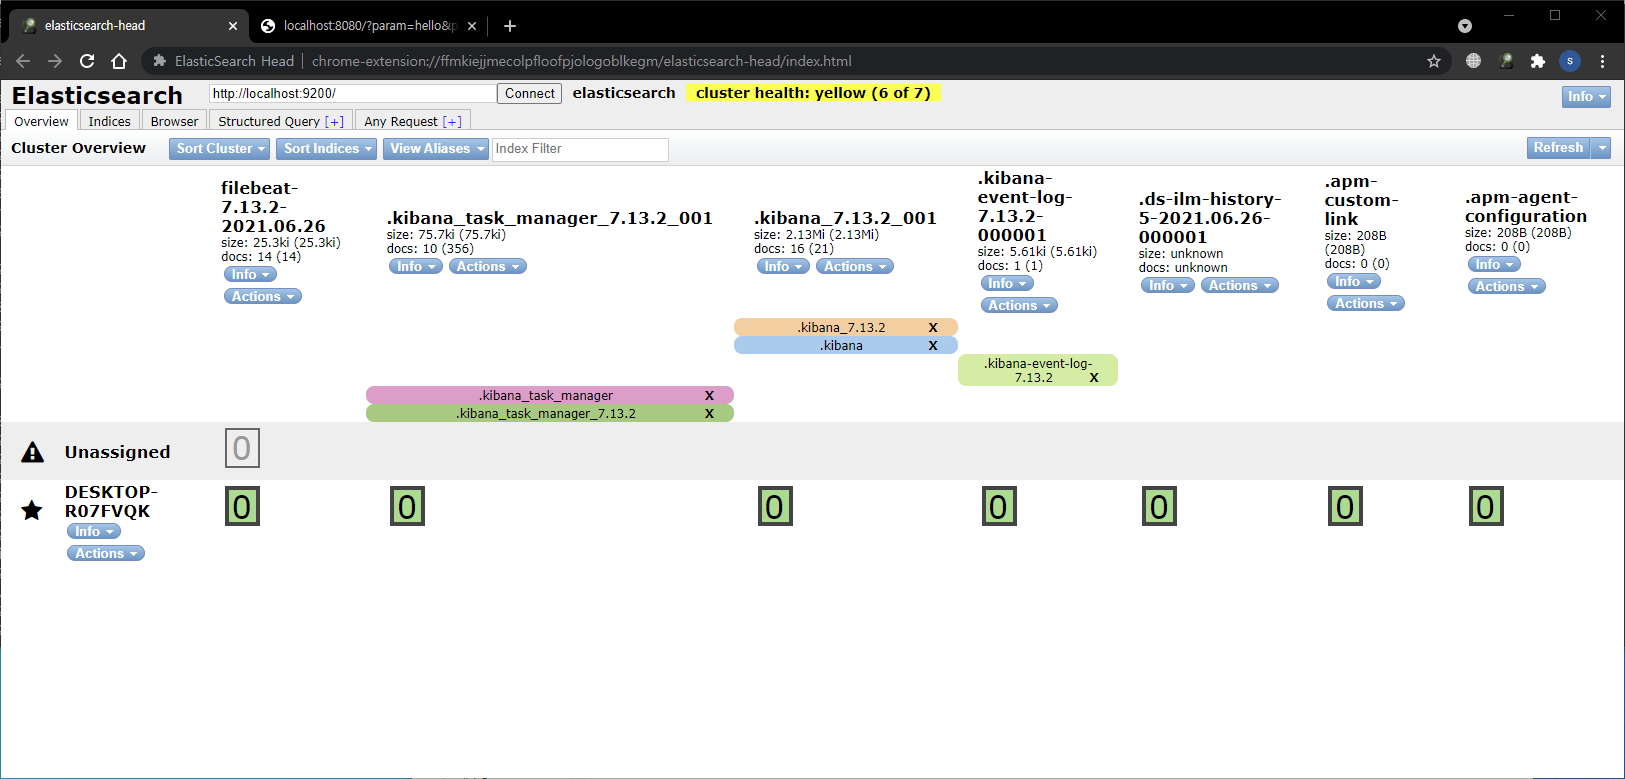 elasticsearch-head
localhost:8080/?param=hello&p
ElasticSearch Head | chrome-extension://ffmkiejjmecolpfloofpjologoblkegm/elasticsearch-head/index.html
S
Elasticsearch
http://localhost:9200/
Connect
elasticsearch
cluster health: yellow (6 of 7)
Info
Overview
Indices
Browser
Structured Query [+]
Any Request [+]
Cluster Overview
Sort Cluster
Sort Indices
View Aliases
Index Filter
Refresh
filebeat-
7.13.2-
2021.06.26
size: 25.3ki (25.3ki)
docs: 14 (14)
Info
Actions
.kibana_task_manager_7.13.2_001
size: 75.7ki (75.7ki)
docs: 10 (356)
Info
Actions
.kibana_7.13.2_001
size: 2.13Mi (2.13Mi)
docs: 16 (21)
Info
Actions
.kibana-
event-log-
7.13.2-
000001
size: 5.61ki (5.61ki)
docs: 1 (1)
Info
Actions
.ds-ilm-history-
5-2021.06.26-
000001
size: unknown
docs: unknown
Info
Actions
.apm-
custom-
link
size: 208B
(208B)
docs: 0 (0)
Info
Actions
.apm-agent-
configuration
size: 208B (208B)
docs: 0 (0)
Info
Actions
.kibana_7.13.2 X
.kibana X
.kibana-event-log-
7.13.2 X
.kibana_task_manager X
.kibana_task_manager_7.13.2 X
Unassigned
0
DESKTOP-
R07FVQK
Info
Actions
0 0 0 0 0 0 0